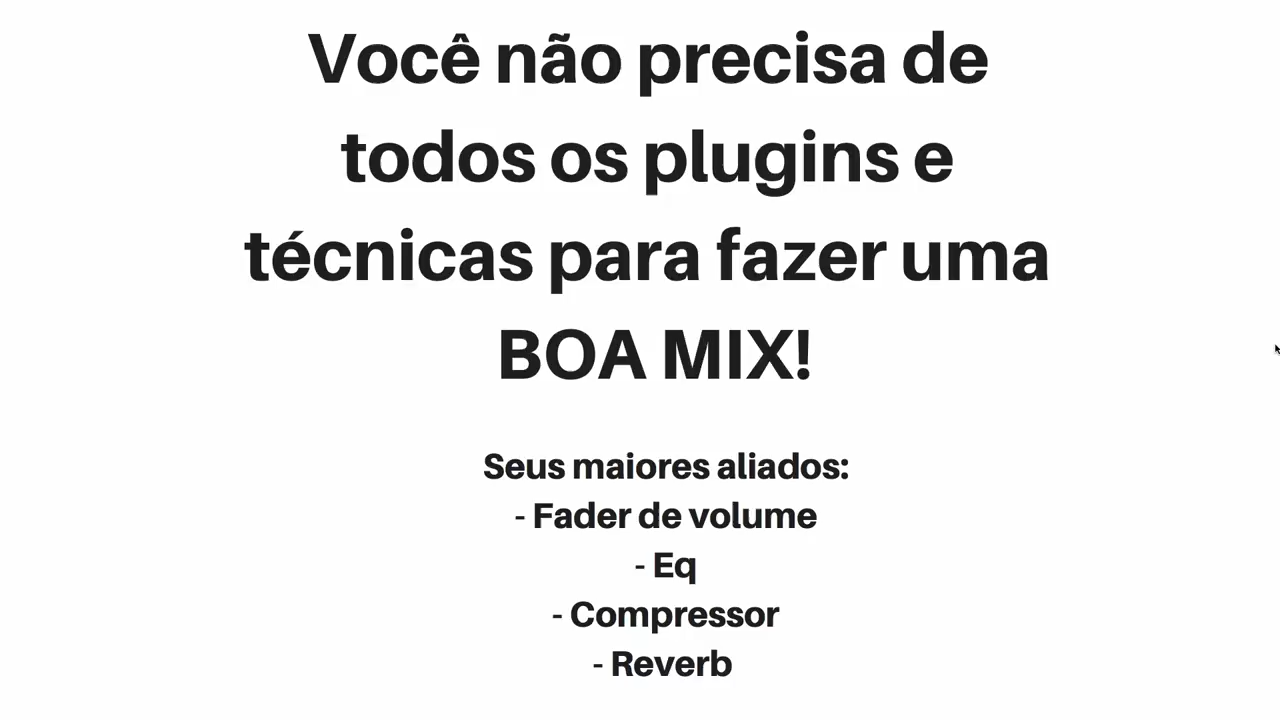 Você não precisa de
todos os plugins e
técnicas para fazer uma
BOA MIX!
Seus maiores aliados:
- Fader de volume
- Eq
- Compressor
- Reverb